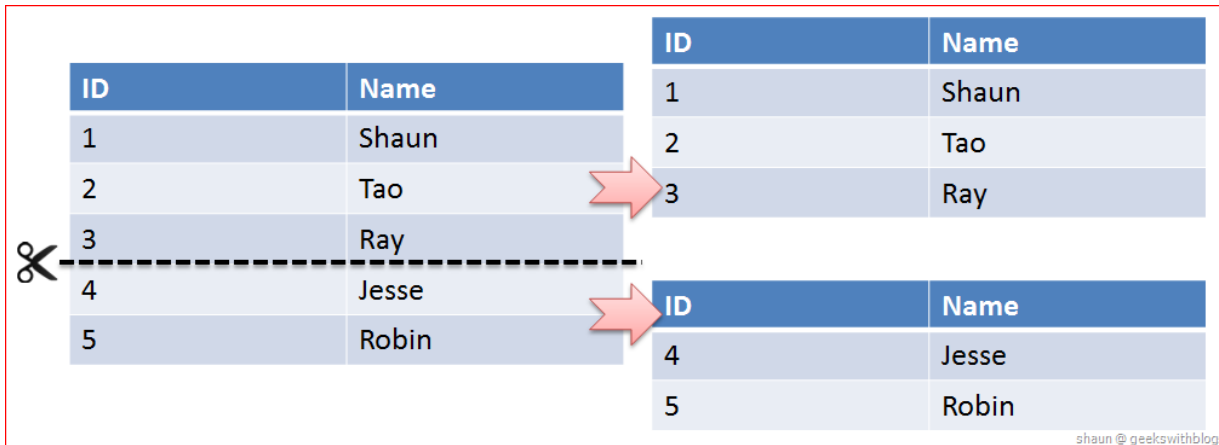 ID Name
1 Shaun
2 Tao
3 Ray
4 Jesse
5 Robin
ID Name
1 Shaun
2 Tao
3 Ray
ID Name
4 Jesse
5 Robin
shaun @ geekswithblog